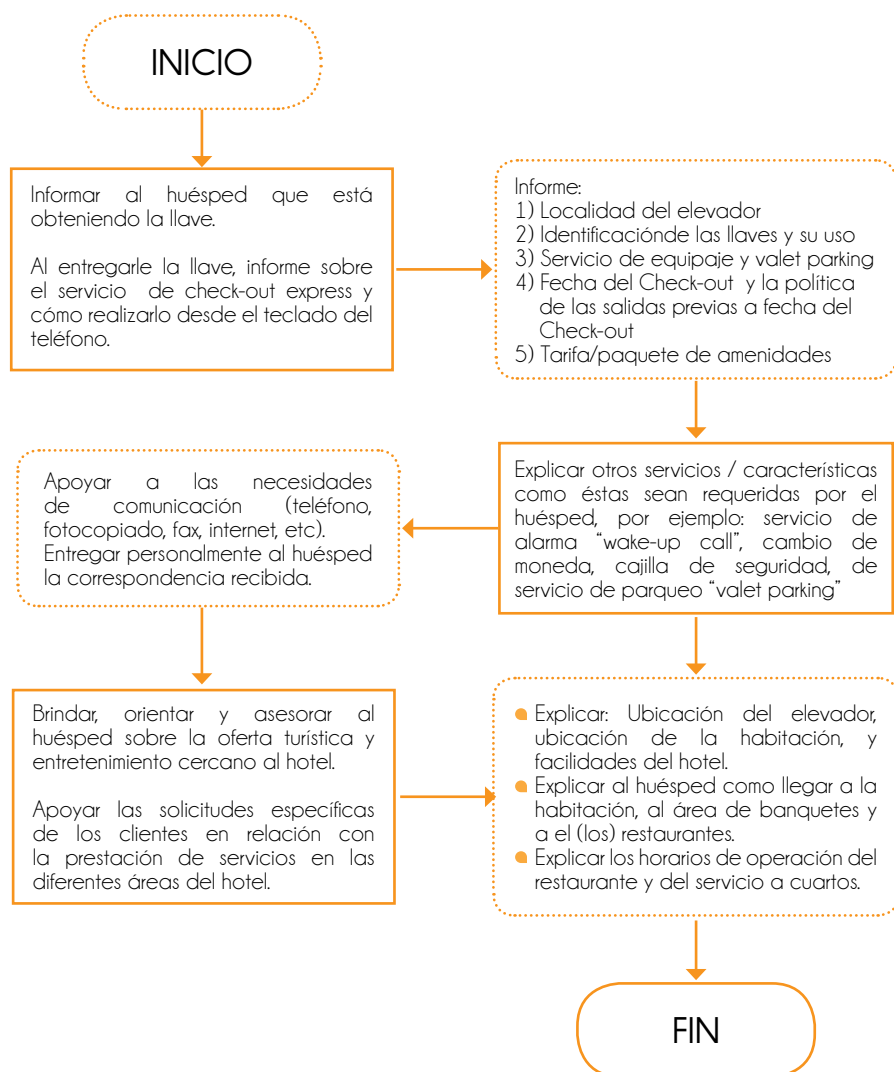 INICIO
Informar al huésped que está
obteniendo la llave.
Al entregarle la llave, informe sobre
el servicio de check-out express y
cómo realizarlo desde el teclado del
teléfono.
Informe:
1) Localidad del elevador
2) Identificaciónde las llaves y su uso
3) Servicio de equipaje y valet parking
4) Fecha del Check-out y la política
de las salidas previas a fecha del
Check-out
5) Tarifa/paquete de amenidades
Explicar otros servicios / características
como éstas sean requeridas por el
huésped, por ejemplo: servicio de
alarma “wake-up call”, cambio de
moneda, cajilla de seguridad, de
servicio de parqueo “valet parking”
Apoyar a las necesidades
de comunicación (teléfono,
fotocopiado, fax, internet, etc).
Entregar personalmente al huésped
la correspondencia recibida.
Brindar, orientar y asesorar al
huésped sobre la oferta turística y
entretenimiento cercano al hotel.
Apoyar las solicitudes específicas
de los clientes en relación con
la prestación de servicios en las
diferentes áreas del hotel.
Explicar: Ubicación del elevador,
ubicación de la habitación, y
facilidades del hotel.
Explicar al huésped como llegar a la
habitación, al área de banquetes y
a el (los) restaurantes.
Explicar los horarios de operación del
restaurante y del servicio a cuartos.
FIN